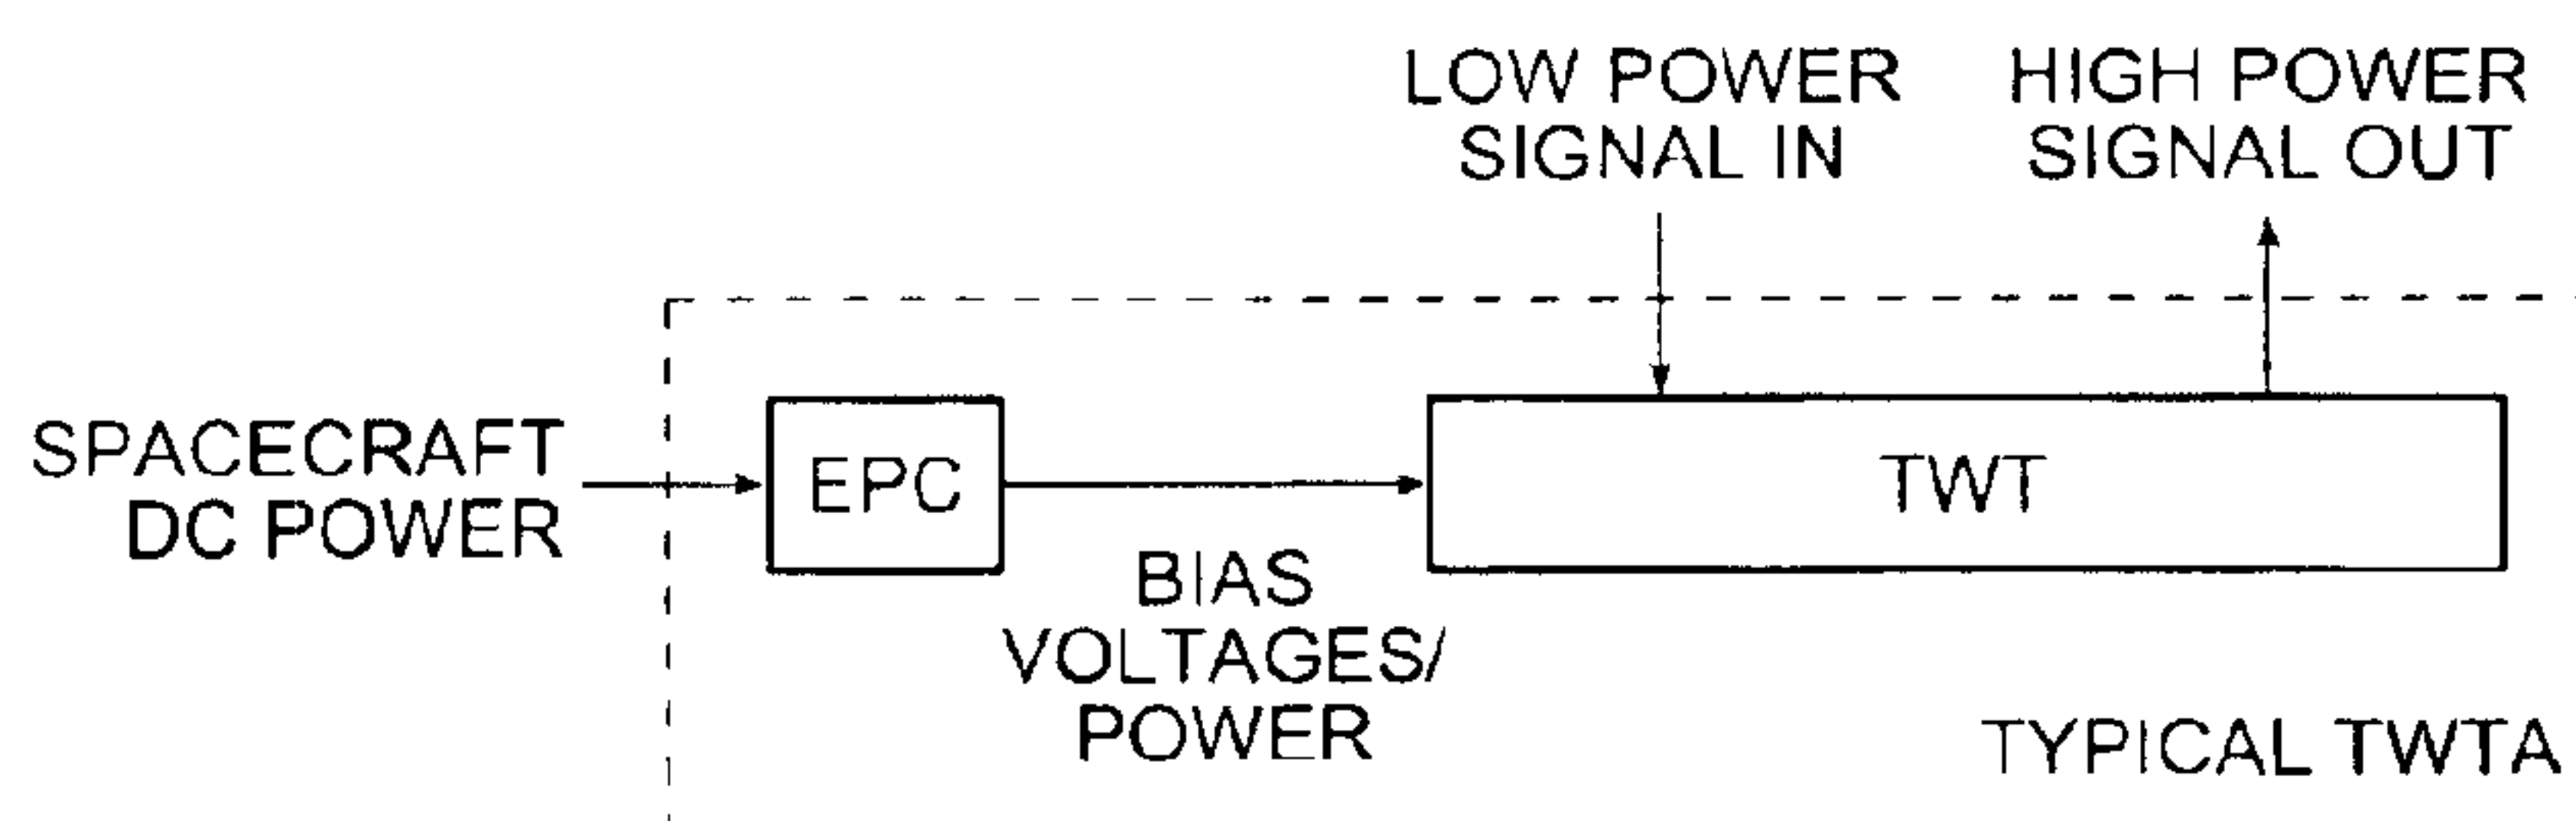 LOW POWER
SIGNAL IN
HIGH POWER
SIGNAL OUT
SPACECRAFT
DC POWER
EPC
TWT
BIAS
VOLTAGES/
POWER
TYPICAL TWTA